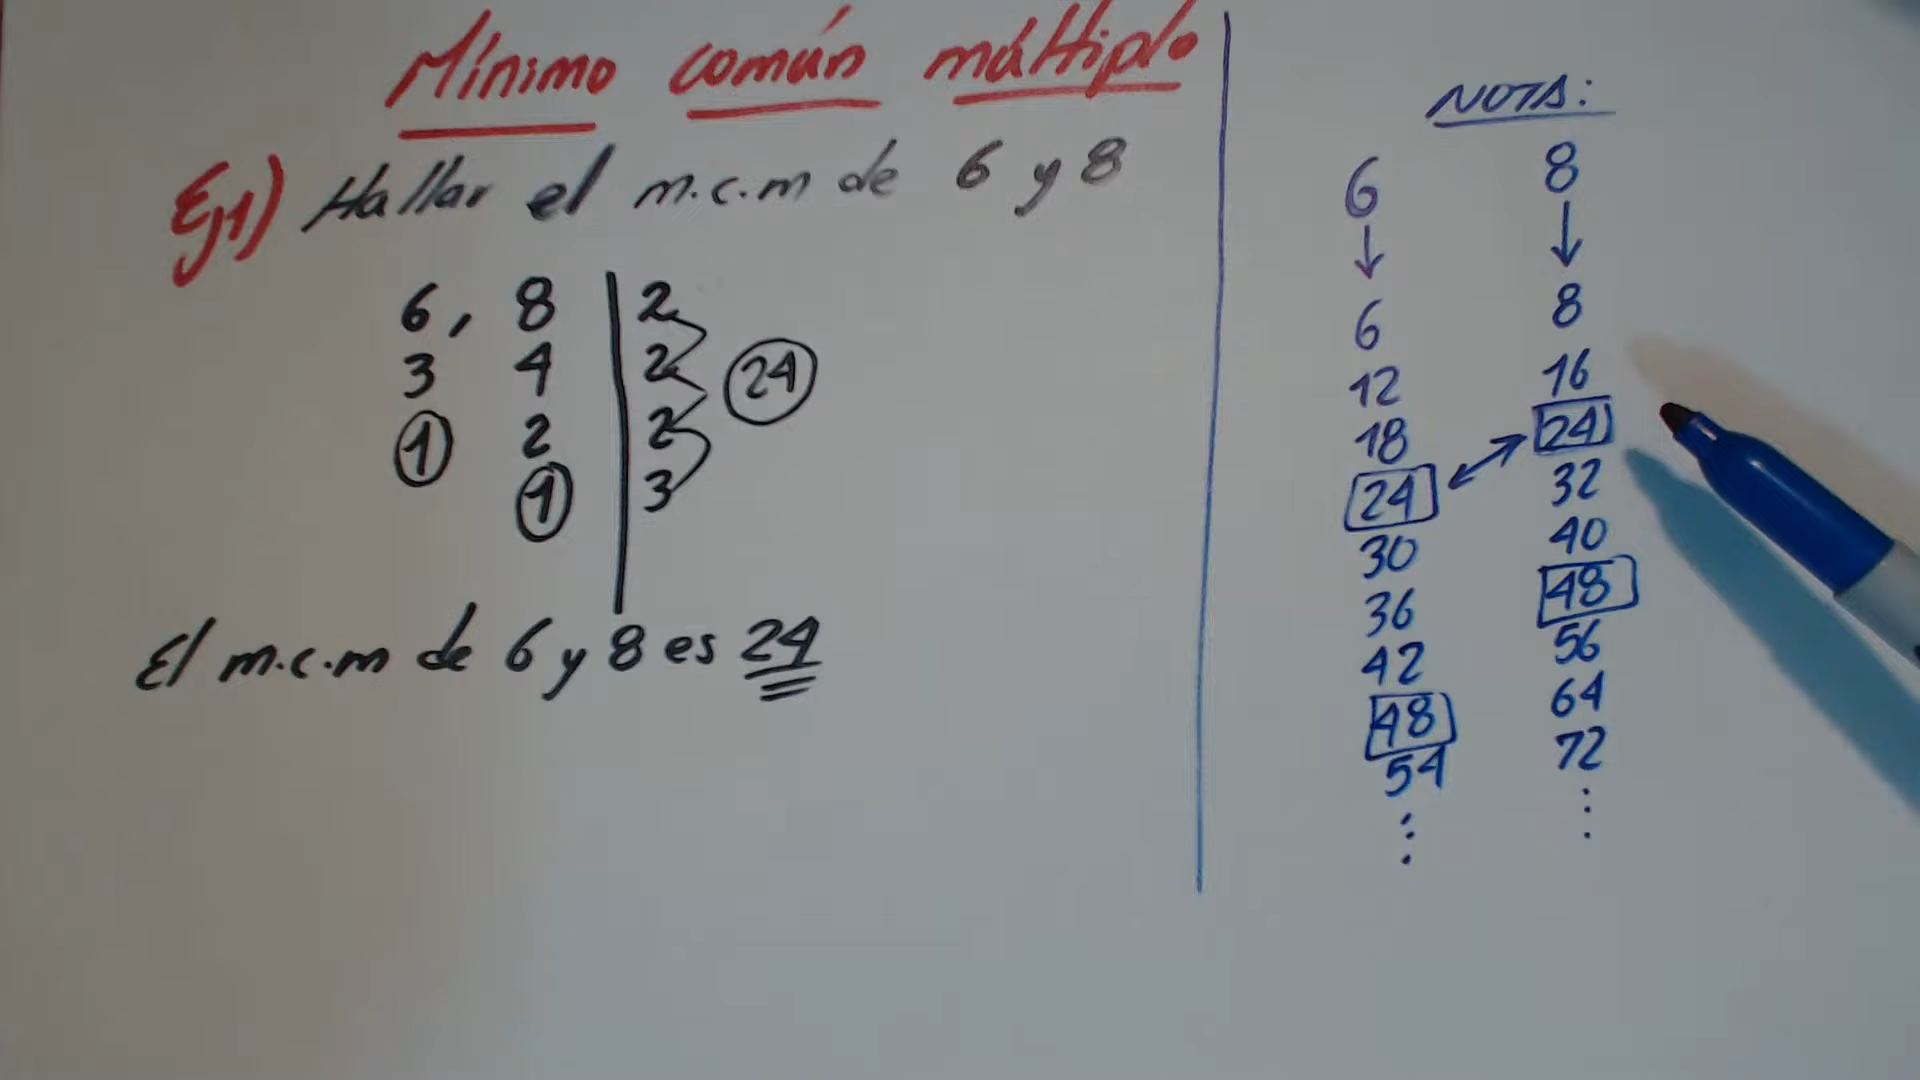 Mínimo común múltiplo
Ej1) Hallar el m.c.m de 6 y 8
6, 8 2
3 4 2 24
1 2 2
1 3
El m.c.m de 6 y 8 es 24
NOTA:
6 8
6 8
12 16
18 24
24 32
30 40
36 48
42 56
48 64
54 72